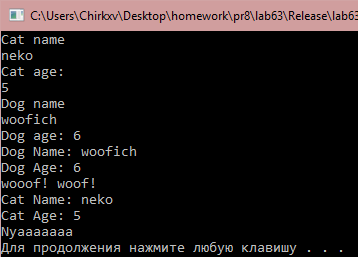 C:\Users\Chirkxv\Desktop\homework\pr8\lab63\Release\lab63
Cat name
neko
Cat age:
5
Dog name
woofich
Dog age: 6
Dog Name: woofich
Dog Age: 6
wooof! woof!
Cat Name: neko
Cat Age: 5
Nyaaaaaaa
Для продолжения нажмите любую клавишу . . .